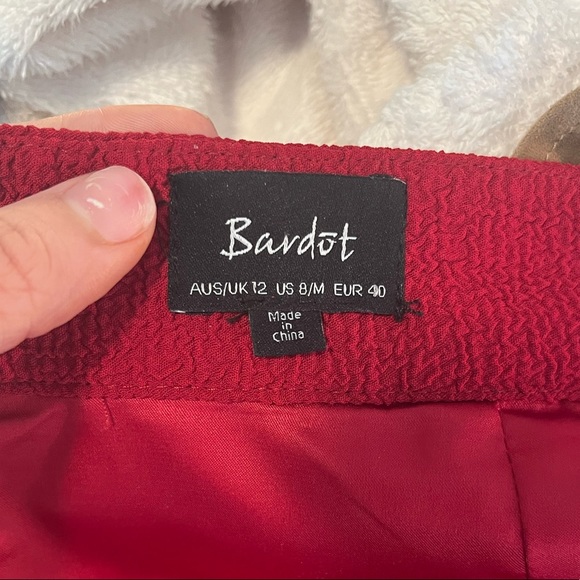 Bardōt
AUS/UK 12 US 8/M EUR 40
Made
in
China